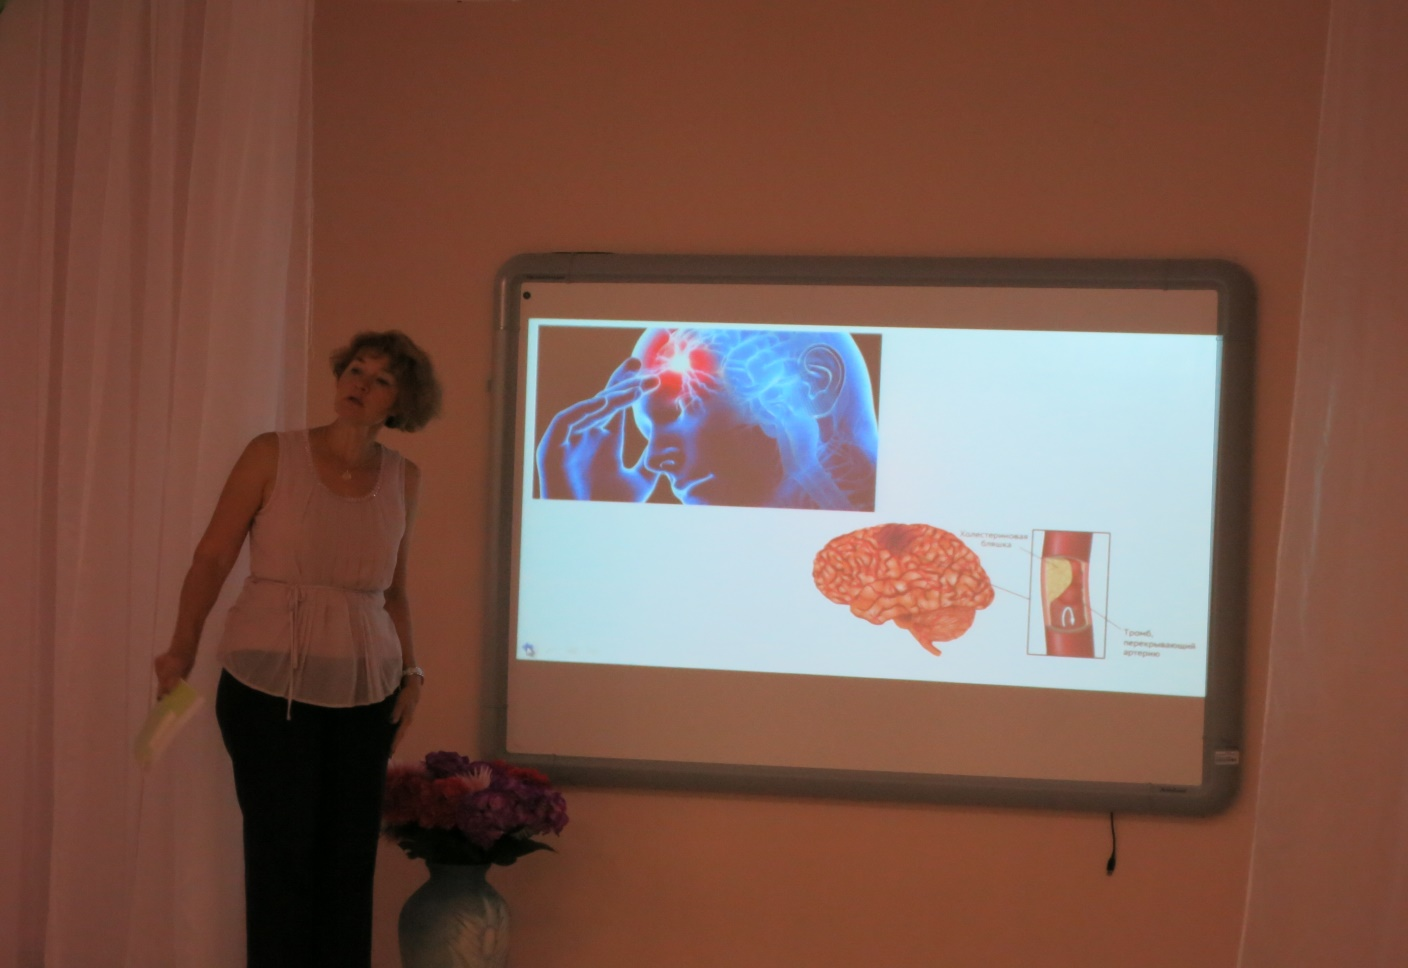 Холестериновая
бляшка
Тромб,
перекрывающий
артерию